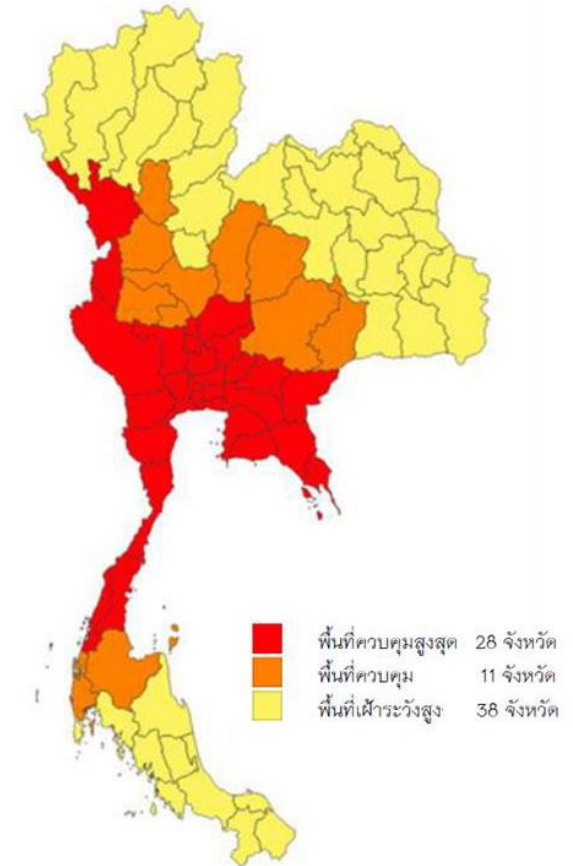 พื้นที่ควบคุมสูงสุด 28 จังหวัด
พื้นที่ควบคุม 11 จังหวัด
พื้นที่เฝ้าระวังสูง 38 จังหวัด